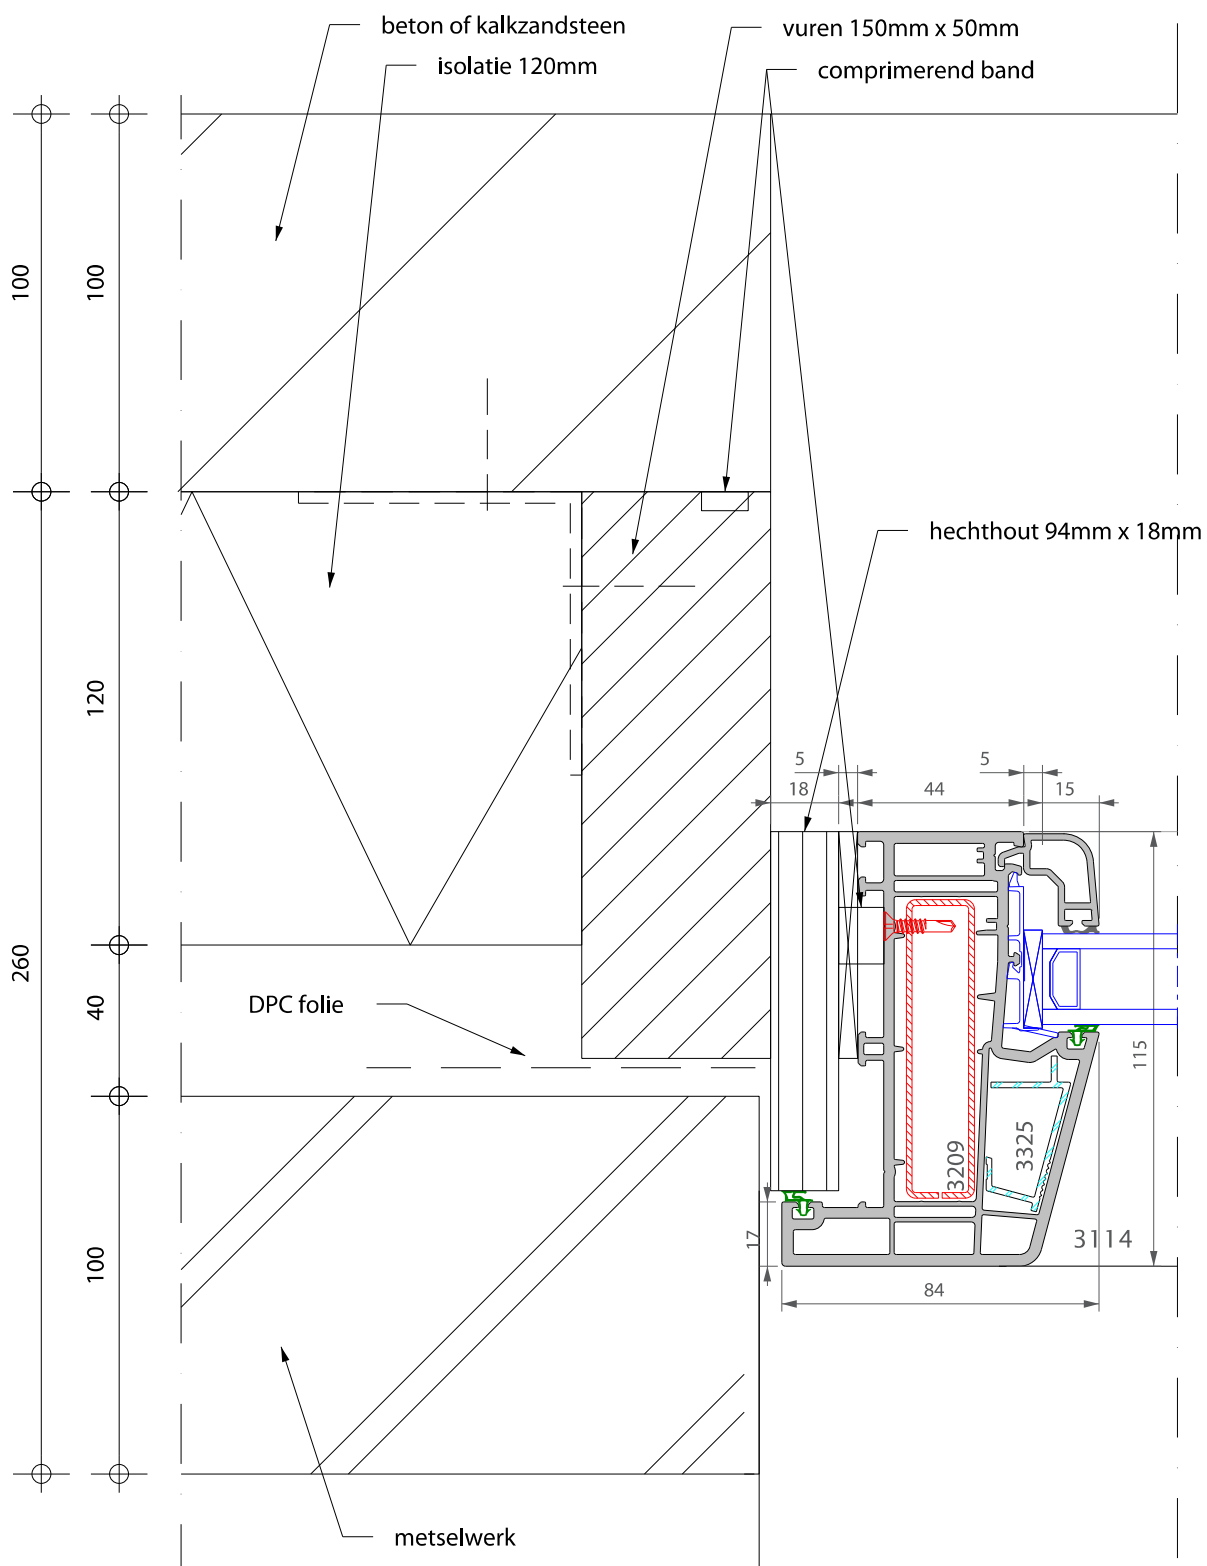 beton of kalkzandsteen
vuren 150mm x 50mm
isolatie 120mm
comprimerend band
100
100
hechthout 94mm x 18mm
120
5
5
18
44
15
260
40
DPC folie
115
3209
3325
17
3114
100
84
metselwerk